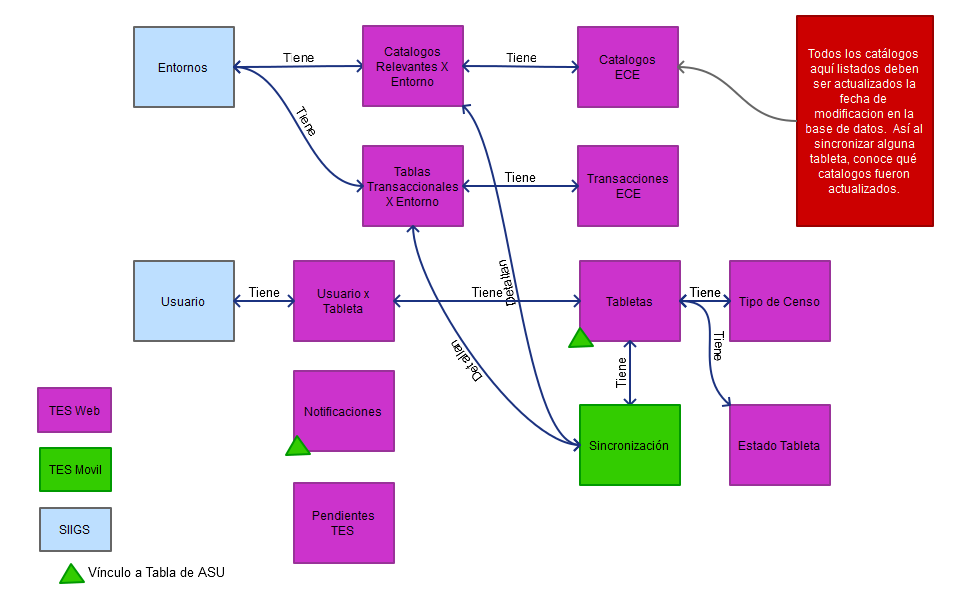 Entornos
Tiene
Catalogos
Relevantes X
Entorno
Tiene
Catalogos
ECE
Todos los catálogos
aquí listados deben
ser actualizados la
fecha de
modificacion en la
base de datos. Así al
sincronizar alguna
tableta, conoce qué
catalogos fueron
actualizados.
Tiene
Tablas
Transaccionales
X Entorno
Tiene
Transacciones
ECE
Usuario
Tiene
Usuario x
Tableta
Tiene
Detallan
Tabletas
Tiene
Tipo de Censo
Detallan
Tiene
Tiene
TES Web
Notificaciones
Sincronización
Estado Tableta
TES Movil
Pendientes
TES
SIIGS
Vínculo a Tabla de ASU